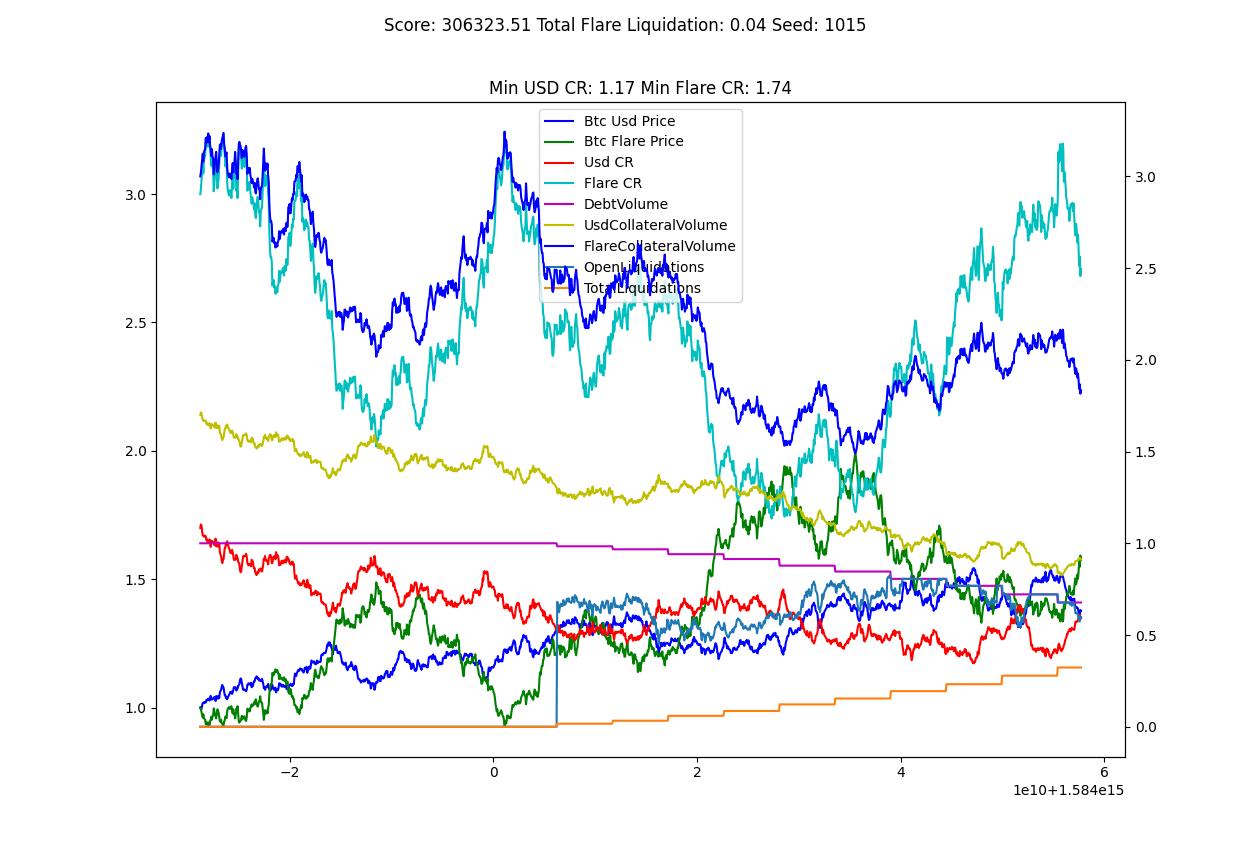 Score: 306323.51 Total Flare Liquidation: 0.04 Seed: 1015
Min USD CR: 1.17 Min Flare CR: 1.74
Btc Usd Price
Btc Flare Price
Usd CR
Flare CR
DebtVolume
UsdCollateralVolume
FlareCollateralVolume
OpenLiquidations
TotalLiquidations
3.0
2.5
2.0
1.5
1.0
3.0
2.5
2.0
1.5
1.0
0.5
0.0
−2 0 2 4 6
1e10+1.584e15